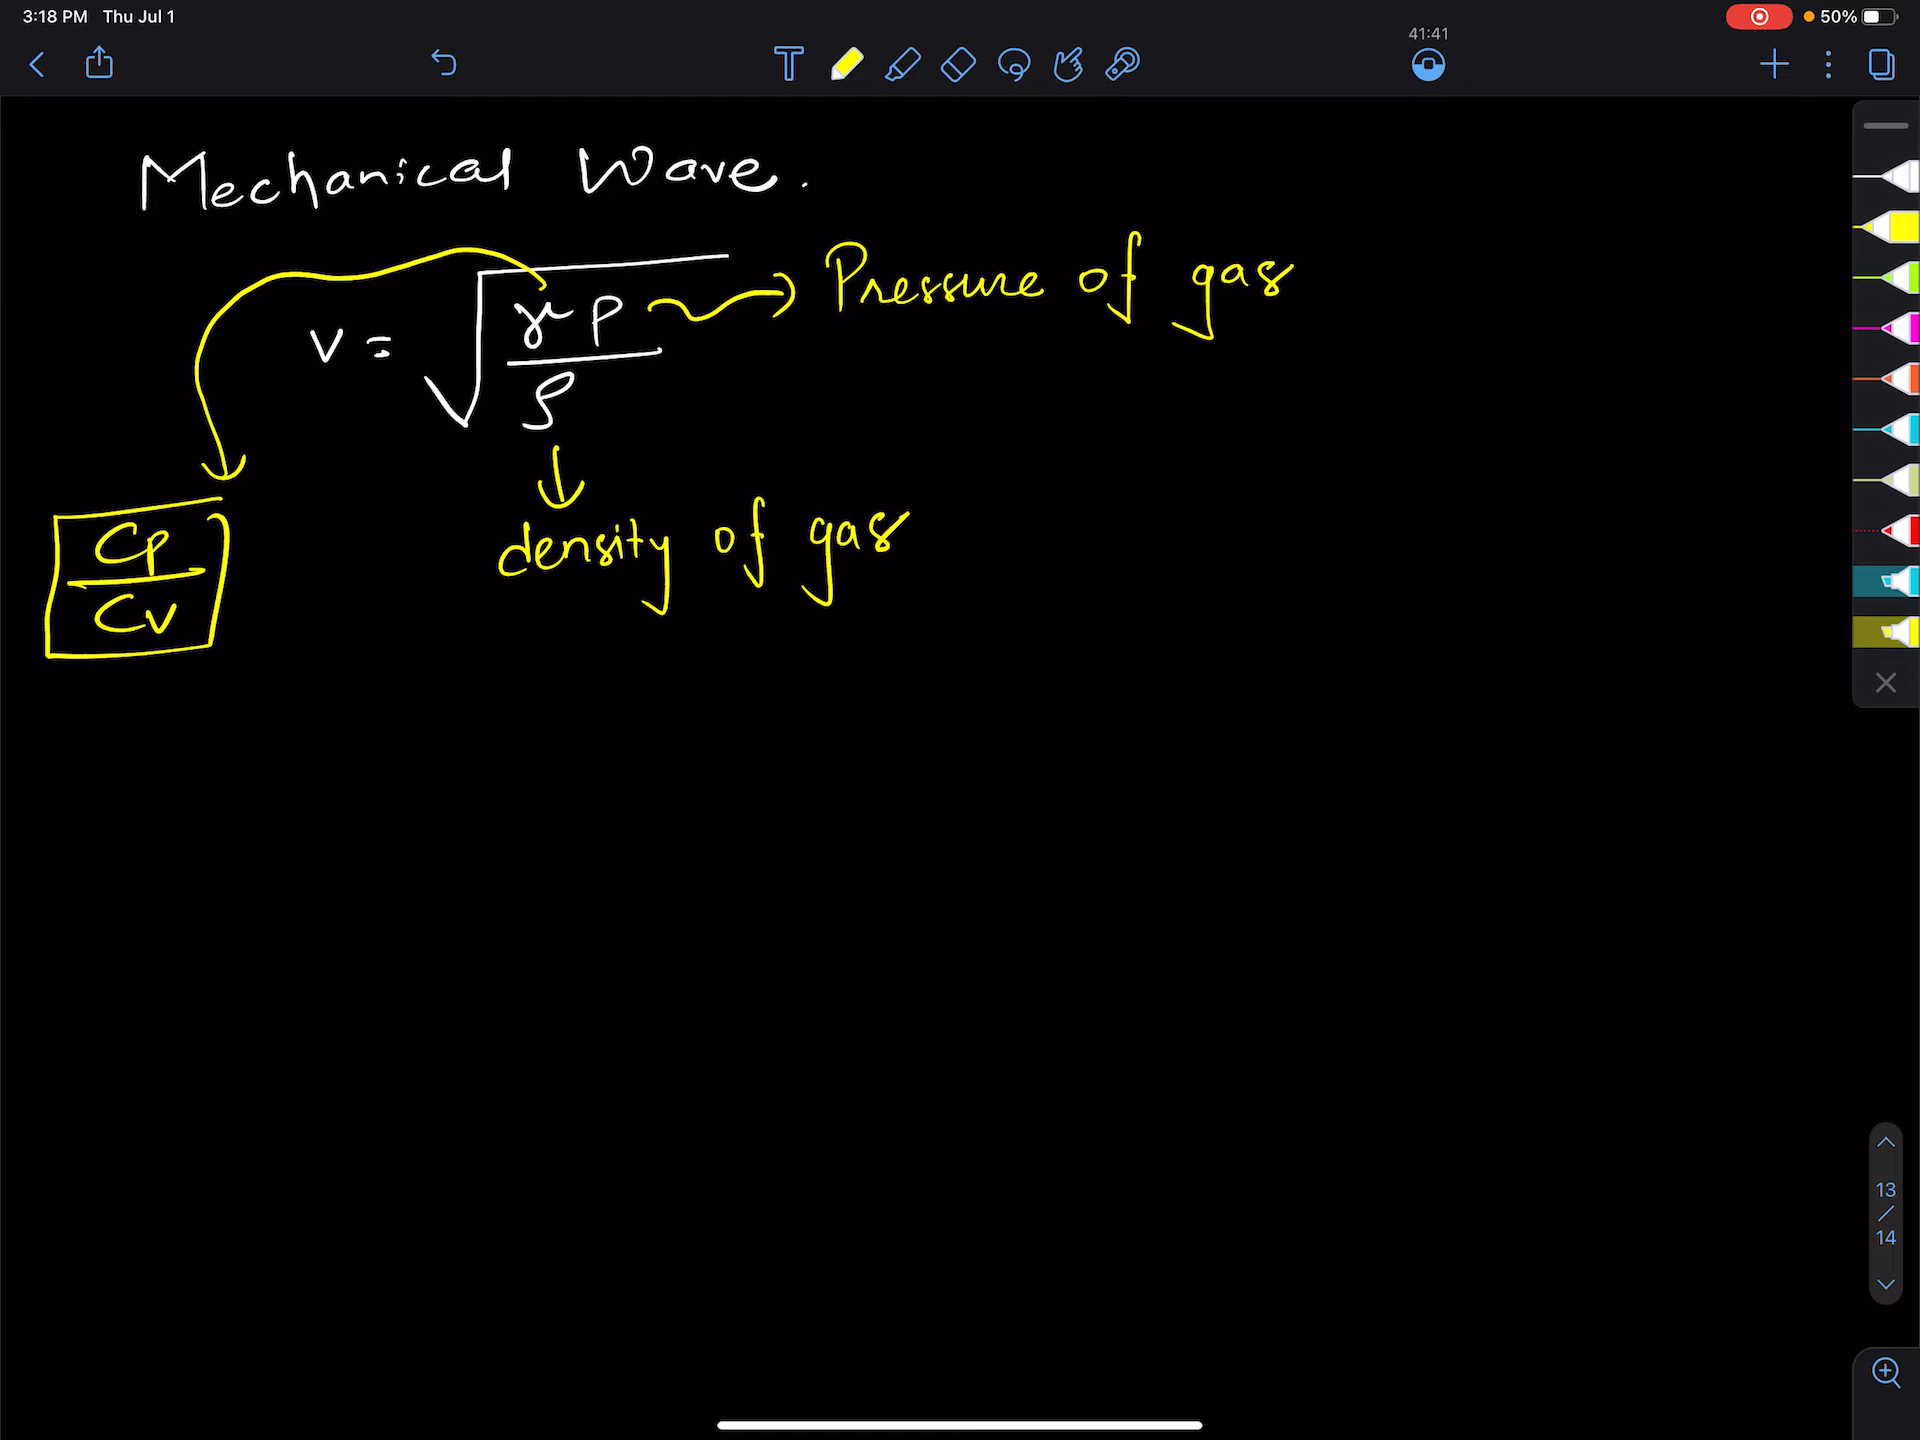 3:18 PM Thu Jul 1
50%
41:41
T
Mechanical Wave.
v = √(γP/ρ)
Pressure of gas
density of gas
Cp
Cv
13
/
14